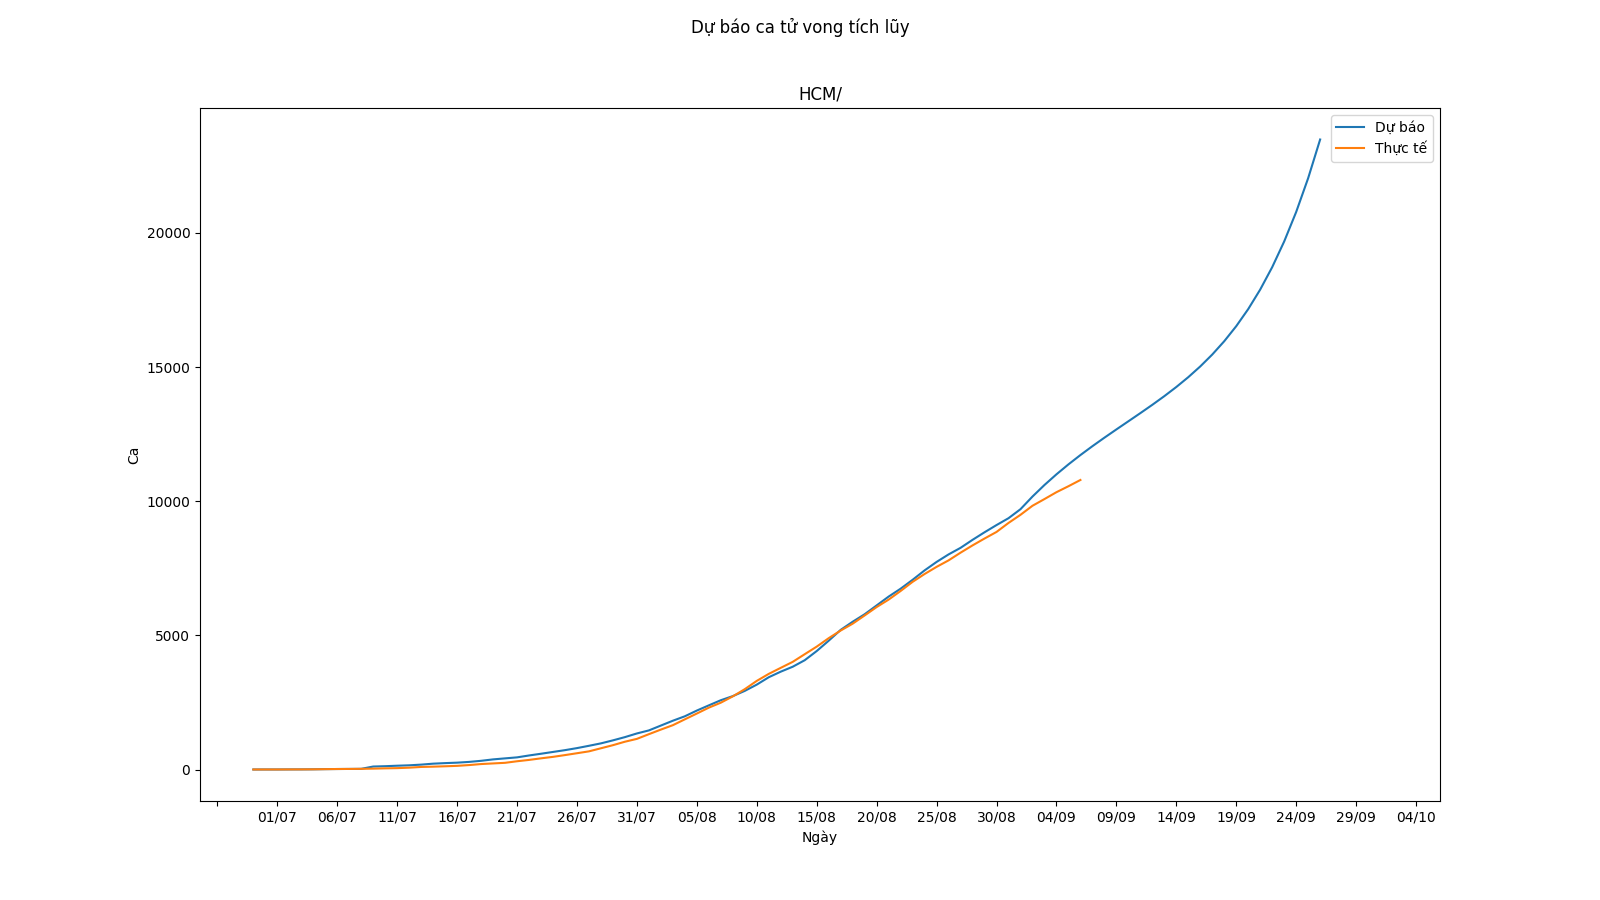 Dự báo ca tử vong tích lũy
HCM/
Dự báo
Thực tế
20000
15000
10000
5000
0
Ca
01/07 06/07 11/07 16/07 21/07 26/07 31/07 05/08 10/08 15/08 20/08 25/08 30/08 04/09 09/09 14/09 19/09 24/09 29/09 04/10
Ngày